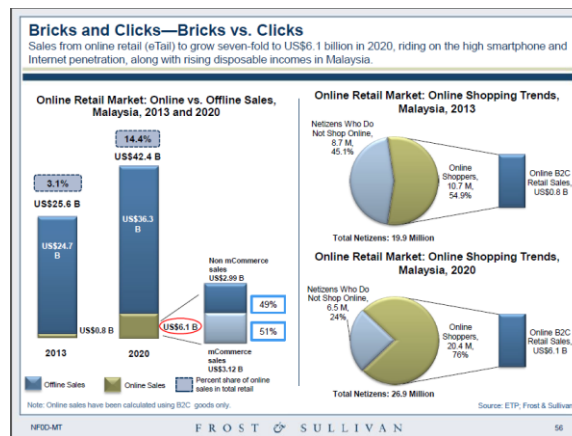 Bricks and Clicks—Bricks vs. Clicks
Sales from online retail (eTail) to grow seven-fold to US$6.1 billion in 2020, riding on the high smartphone and
Internet penetration, along with rising disposable incomes in Malaysia.
Online Retail Market: Online vs. Offline Sales,
Malaysia, 2013 and 2020
14.4%
US$42.4 B
3.1%
US$25.6 B
US$24.7
B
US$36.3
B
US$0.8 B
US$6.1 B
Non mCommerce
sales
US$2.99 B
49%
51%
mCommerce
sales
US$3.12 B
2013
2020
Offline Sales
Online Sales
Percent share of online
sales in total retail
Note: Online sales have been calculated using B2C goods only.
Online Retail Market: Online Shopping Trends,
Malaysia, 2013
Netizens Who Do
Not Shop Online,
8.7 M,
45.1%
Online
Shoppers,
10.7 M,
54.9%
Online B2C
Retail Sales,
US$0.8 B
Total Netizens: 19.9 Million
Online Retail Market: Online Shopping Trends,
Malaysia, 2020
Netizens Who Do
Not Shop Online,
6.5 M,
24%
Online
Shoppers,
20.4 M,
76%
Online B2C
Retail Sales,
US$6.1 B
Total Netizens: 26.9 Million
Source: ETP; Frost & Sullivan
NF0D-MT
FROST & SULLIVAN
56